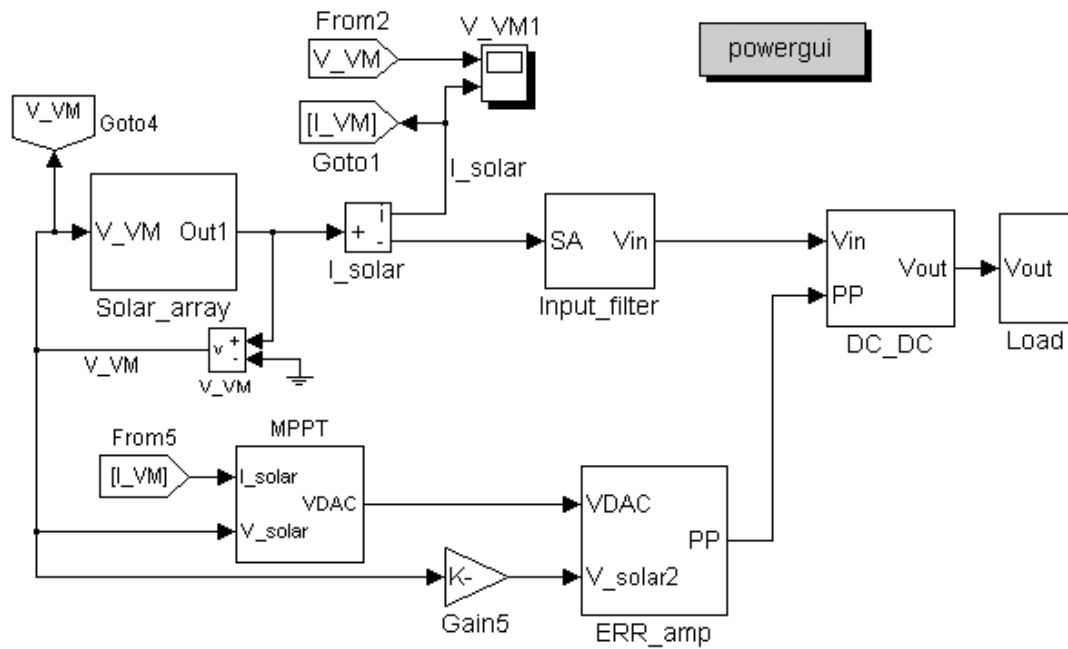 From2
V_VM
V_VM1
powergui
V_VM
Goto4
[I_VM]
Goto1
I_solar
V_VM
Out1
Solar_array
+
i
-
I_solar
SA
Vin
Input_filter
Vin
PP
Vout
DC_DC
Vout
Load
V_VM
v
+
-
V_VM
From5
[I_VM]
MPPT
I_solar
V_solar
VDAC
K-
Gain5
VDAC
V_solar2
PP
ERR_amp